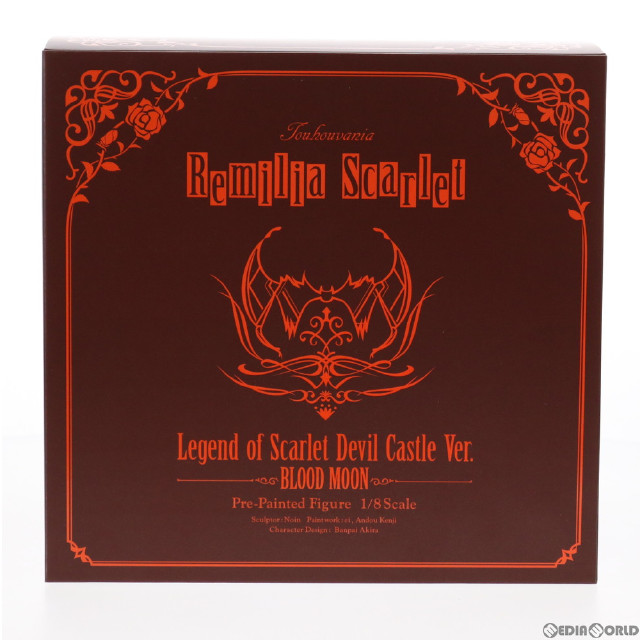 Touhouvania
Remilia Scarlet
Legend of Scarlet Devil Castle Ver.
BLOOD MOON
Pre-Painted Figure 1/8 Scale
Sculptor : Noin Paintwork : ci , Andou Kenji
Character Design : Banpai Akira
MEDIAWORLD